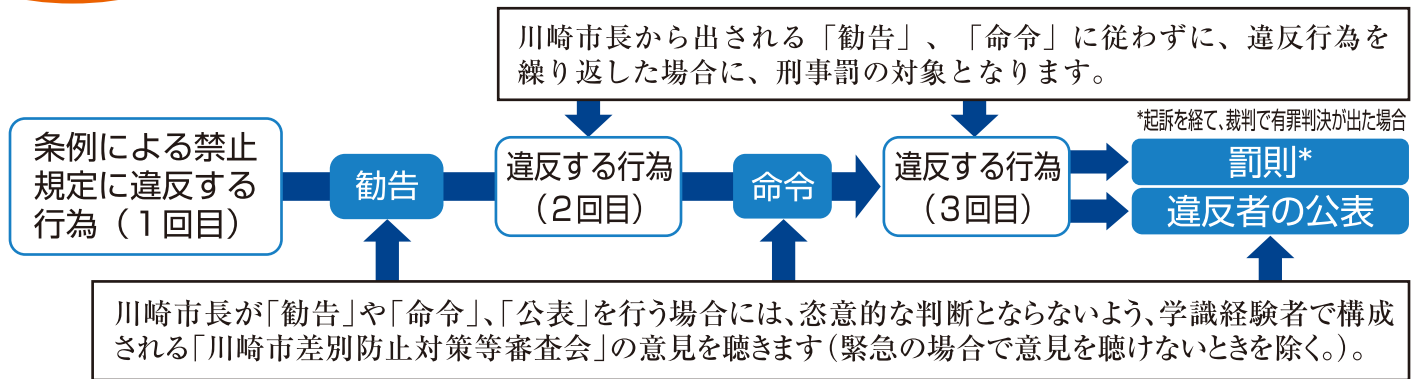 川崎市長から出される「勧告」、「命令」に従わずに、違反行為を
繰り返した場合に、刑事罰の対象となります。
条例による禁止
規定に違反する
行為（１回目）
勧告
違反する行為
（２回目）
命令
違反する行為
（３回目）
*起訴を経て、裁判で有罪判決が出た場合
罰則*
違反者の公表
川崎市長が「勧告」や「命令」、「公表」を行う場合には、恣意的な判断とならないよう、学識経験者で構成
される「川崎市差別防止対策等審査会」の意見を聴きます（緊急の場合で意見を聴けないときを除く。）。